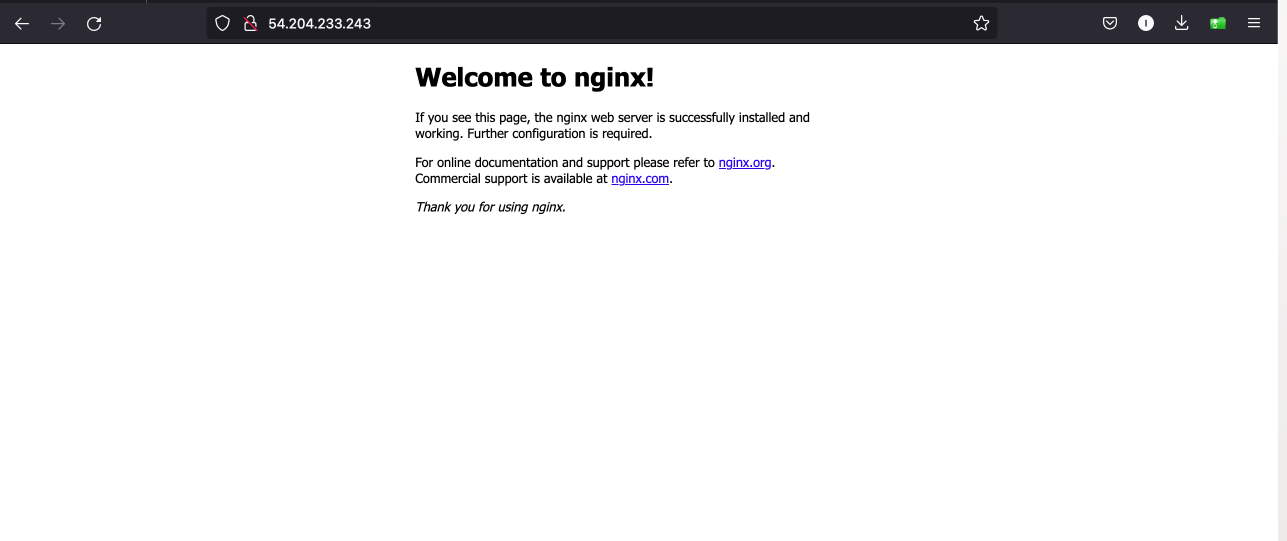 54.204.233.243
Welcome to nginx!
If you see this page, the nginx web server is successfully installed and
working. Further configuration is required.
For online documentation and support please refer to nginx.org.
Commercial support is available at nginx.com.
Thank you for using nginx.